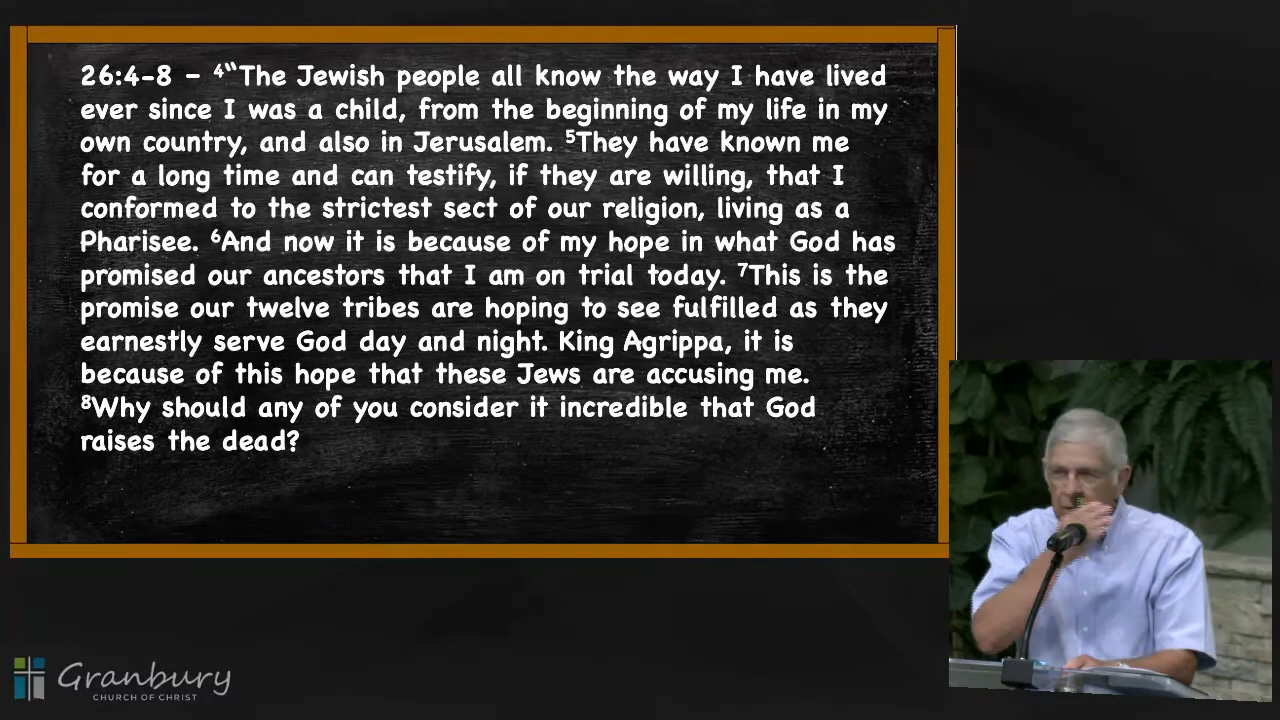 26:4-8 – ⁴“The Jewish people all know the way I have lived
ever since I was a child, from the beginning of my life in my
own country, and also in Jerusalem. ⁵They have known me
for a long time and can testify, if they are willing, that I
conformed to the strictest sect of our religion, living as a
Pharisee. ⁶And now it is because of my hope in what God has
promised our ancestors that I am on trial today. ⁷This is the
promise our twelve tribes are hoping to see fulfilled as they
earnestly serve God day and night. King Agrippa, it is
because of this hope that these Jews are accusing me.
⁸Why should any of you consider it incredible that God
raises the dead?
Granbury
CHURCH OF CHRIST